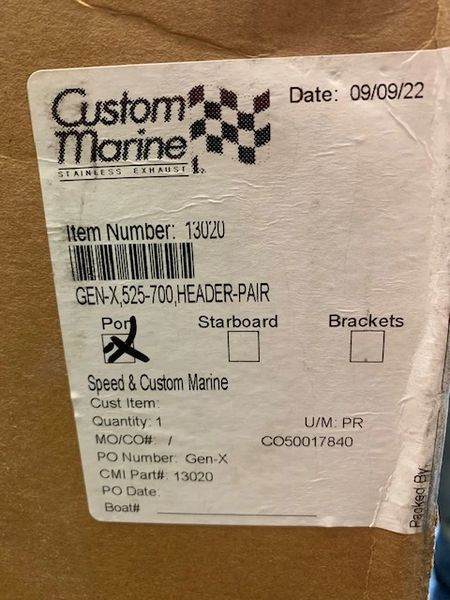 Custom
Marine
STAINLESS EXHAUST
Date: 09/09/22
Item Number: 13020
GEN-X,525-700,HEADER-PAIR
Port Starboard Brackets
Speed & Custom Marine
Cust Item:
Quantity: 1 U/M: PR
MO/CO#: / CO50017840
PO Number: Gen-X
CMI Part#: 13020
PO Date:
Boat#
Packed By: